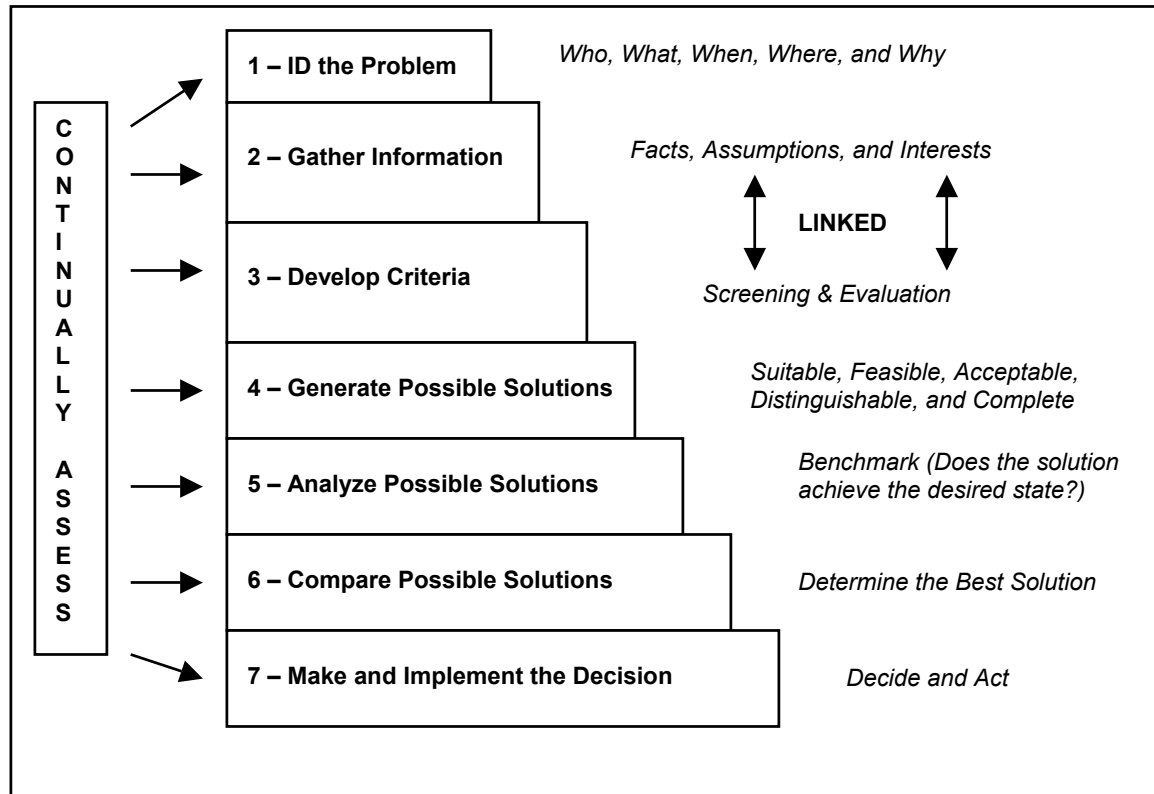 CONTINUALLY ASSESS
1 – ID the Problem
Who, What, When, Where, and Why
2 – Gather Information
Facts, Assumptions, and Interests
LINKED
3 – Develop Criteria
Screening & Evaluation
4 – Generate Possible Solutions
Suitable, Feasible, Acceptable,
Distinguishable, and Complete
5 – Analyze Possible Solutions
Benchmark (Does the solution
achieve the desired state?)
6 – Compare Possible Solutions
Determine the Best Solution
7 – Make and Implement the Decision
Decide and Act